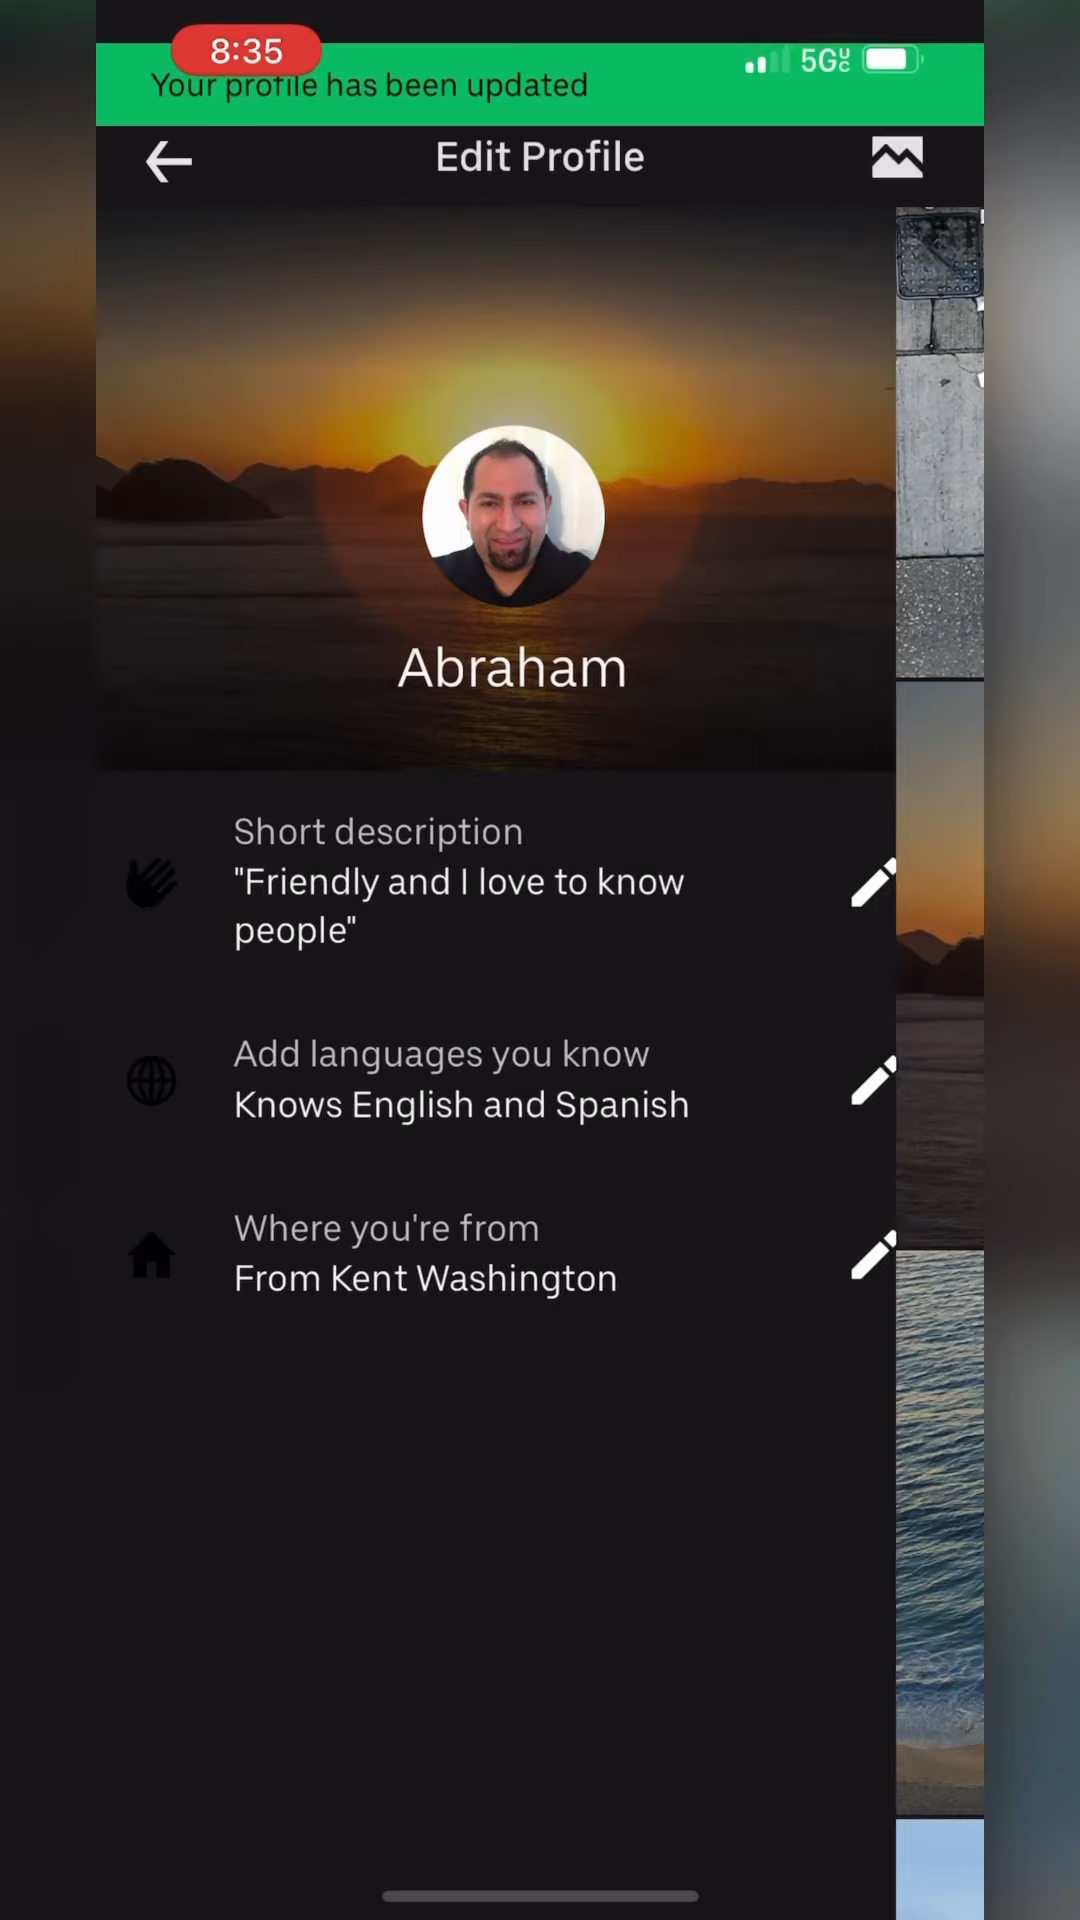 8:35
5GUC
Your profile has been updated
Edit Profile
Abraham
Short description
"Friendly and I love to know
people"
Add languages you know
Knows English and Spanish
Where you're from
From Kent Washington